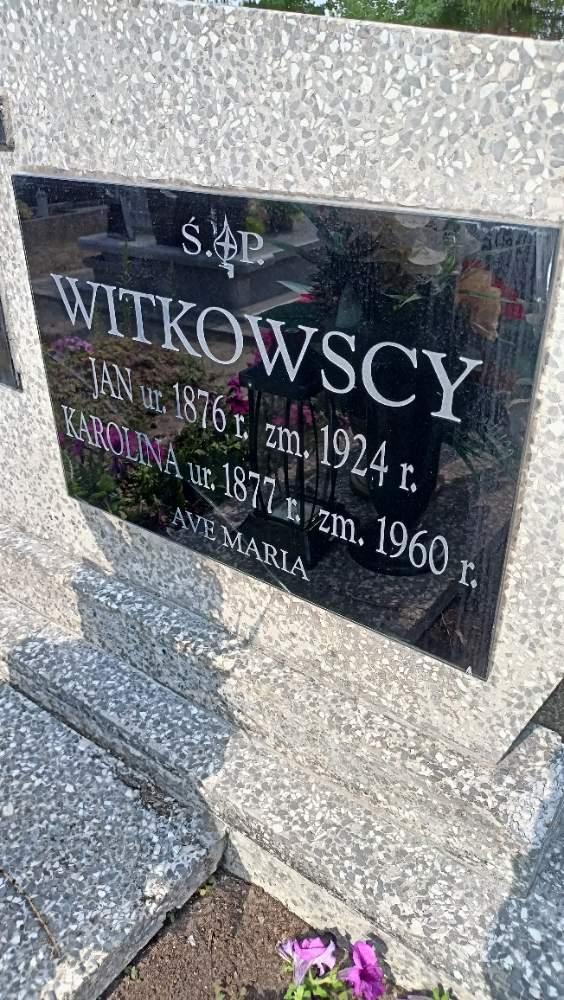 Ś.P.
WITKOWSCY
JAN ur. 1876 r. zm. 1924 r.
KAROLINA ur. 1877 r. zm. 1960 r.
AVE MARIA